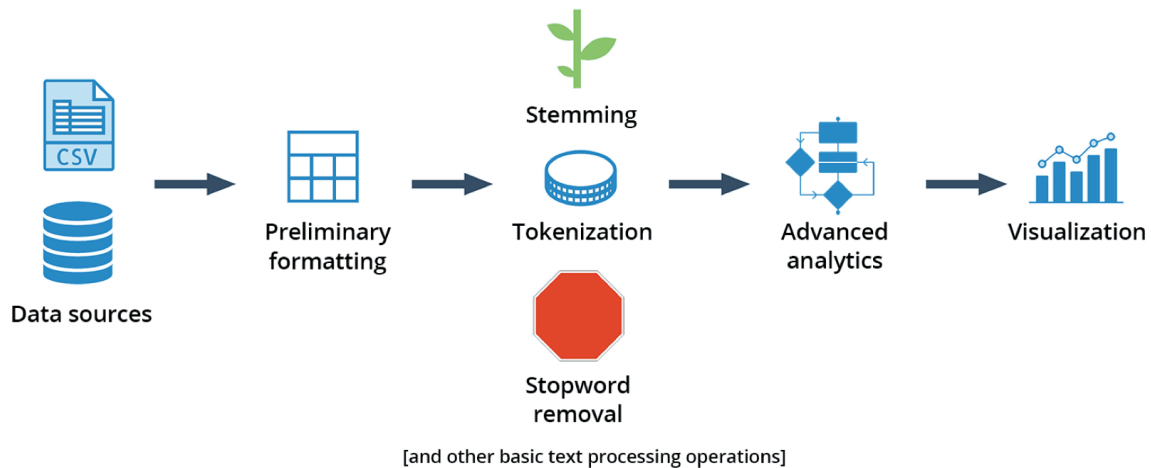 CSV
Data sources
Preliminary
formatting
Stemming
Tokenization
Stopword
removal
[and other basic text processing operations]
Advanced
analytics
Visualization